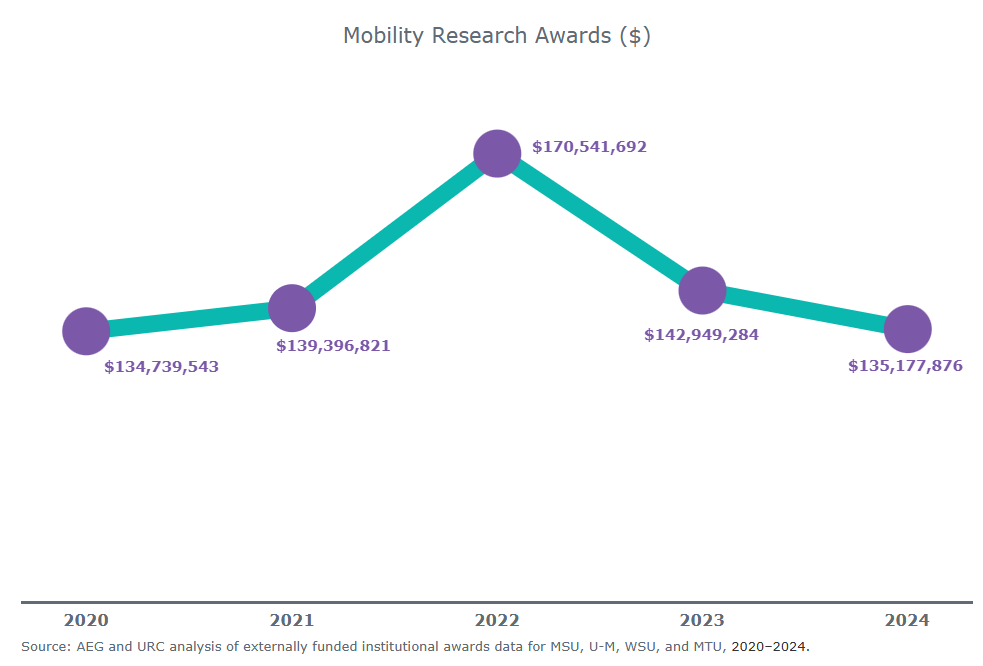 Mobility Research Awards ($)
$170,541,692
$142,949,284
$139,396,821
$134,739,543
$135,177,876
2020 2021 2022 2023 2024
Source: AEG and URC analysis of externally funded institutional awards data for MSU, U-M, WSU, and MTU, 2020–2024.